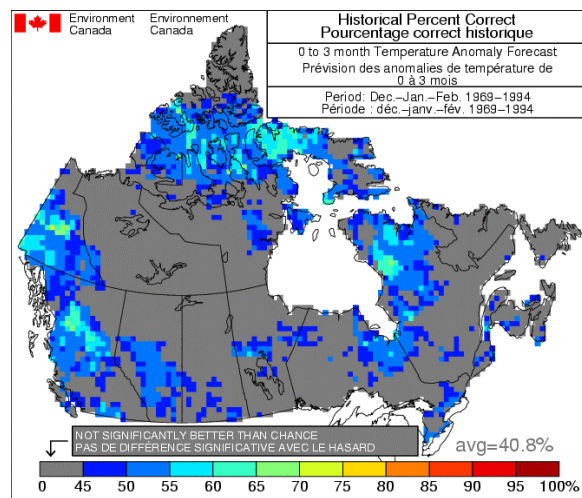 Environment Environnement
Canada Canada
Historical Percent Correct
Pourcentage correct historique
0 to 3 month Temperature Anomaly Forecast
Prévision des anomalies de température de
0 à 3 mois
Period: Dec.–Jan.–Feb. 1969–1994
Période : déc.–janv.–fév. 1969–1994
NOT SIGNIFICANTLY BETTER THAN CHANCE
PAS DE DIFFÉRENCE SIGNIFICATIVE AVEC LE HASARD
avg=40.8%
0 45 50 55 60 65 70 75 80 85 90 95 100%